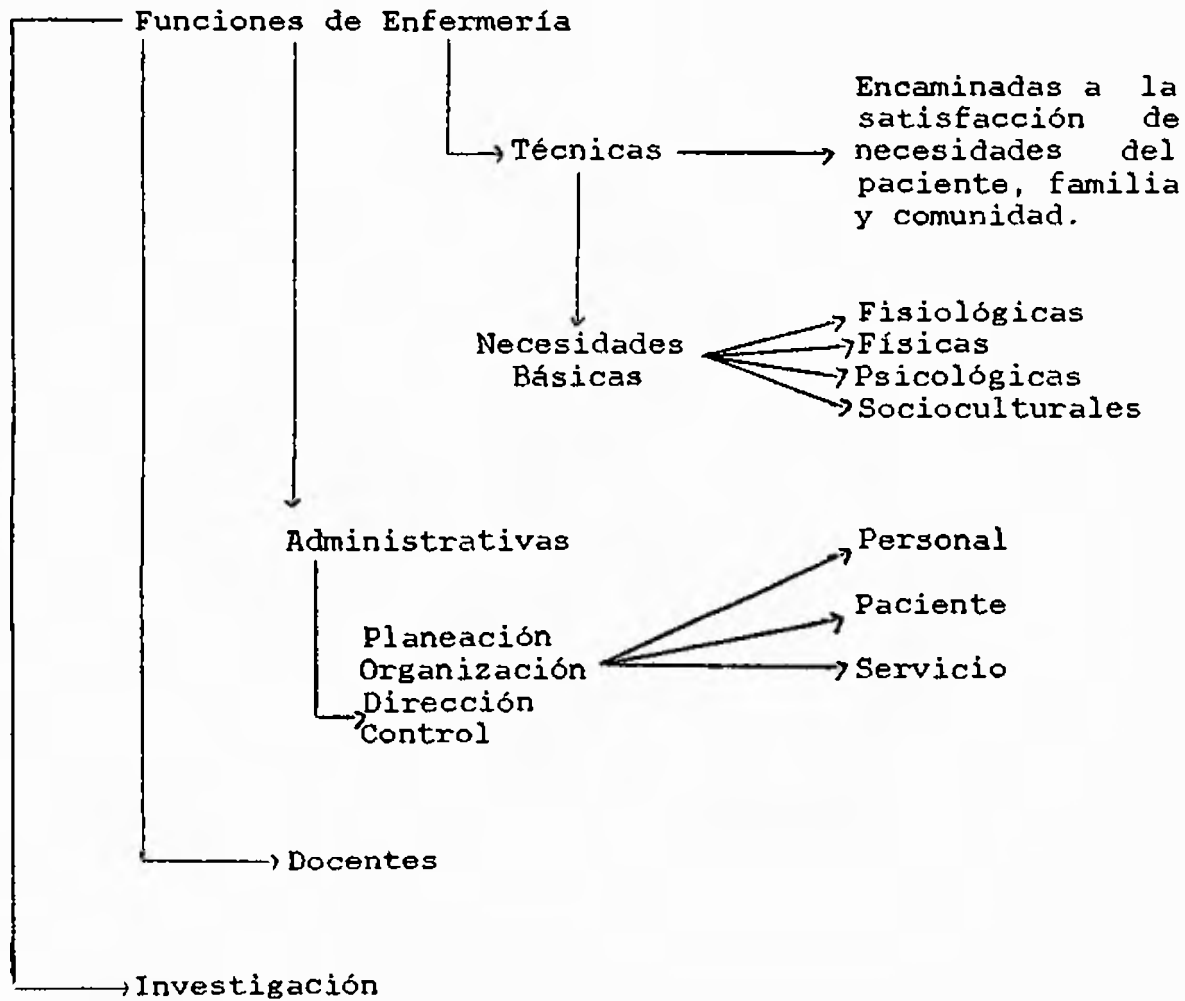 Funciones de Enfermería
Encaminadas a la
satisfacción de
necesidades del
paciente, familia
y comunidad.
Técnicas
Necesidades
Básicas
Fisiológicas
Físicas
Psicológicas
Socioculturales
Administrativas
Planeación
Organización
Dirección
Control
Personal
Paciente
Servicio
Docentes
Investigación